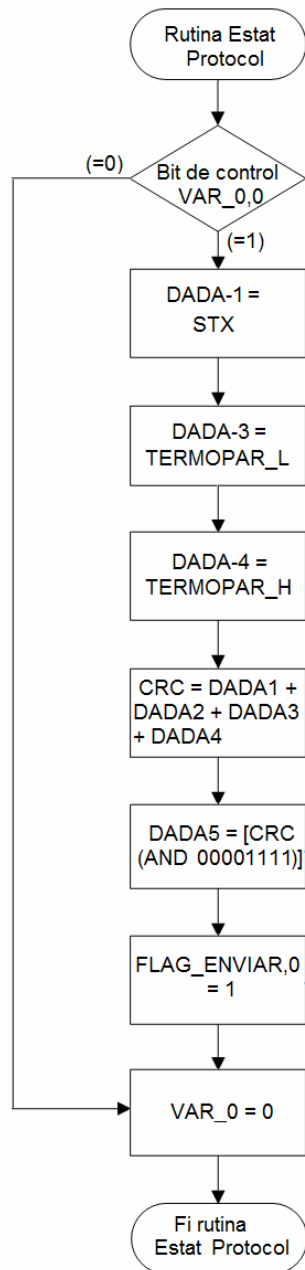 Rutina Estat
Protocol
(=0)
Bit de control
VAR_0,0
(=1)
DADA-1 =
STX
DADA-3 =
TERMOPAR_L
DADA-4 =
TERMOPAR_H
CRC = DADA1 +
DADA2 + DADA3
+ DADA4
DADA5 = [CRC
(AND 00001111)]
FLAG_ENVIAR,0
= 1
VAR_0 = 0
Fi rutina
Estat Protocol